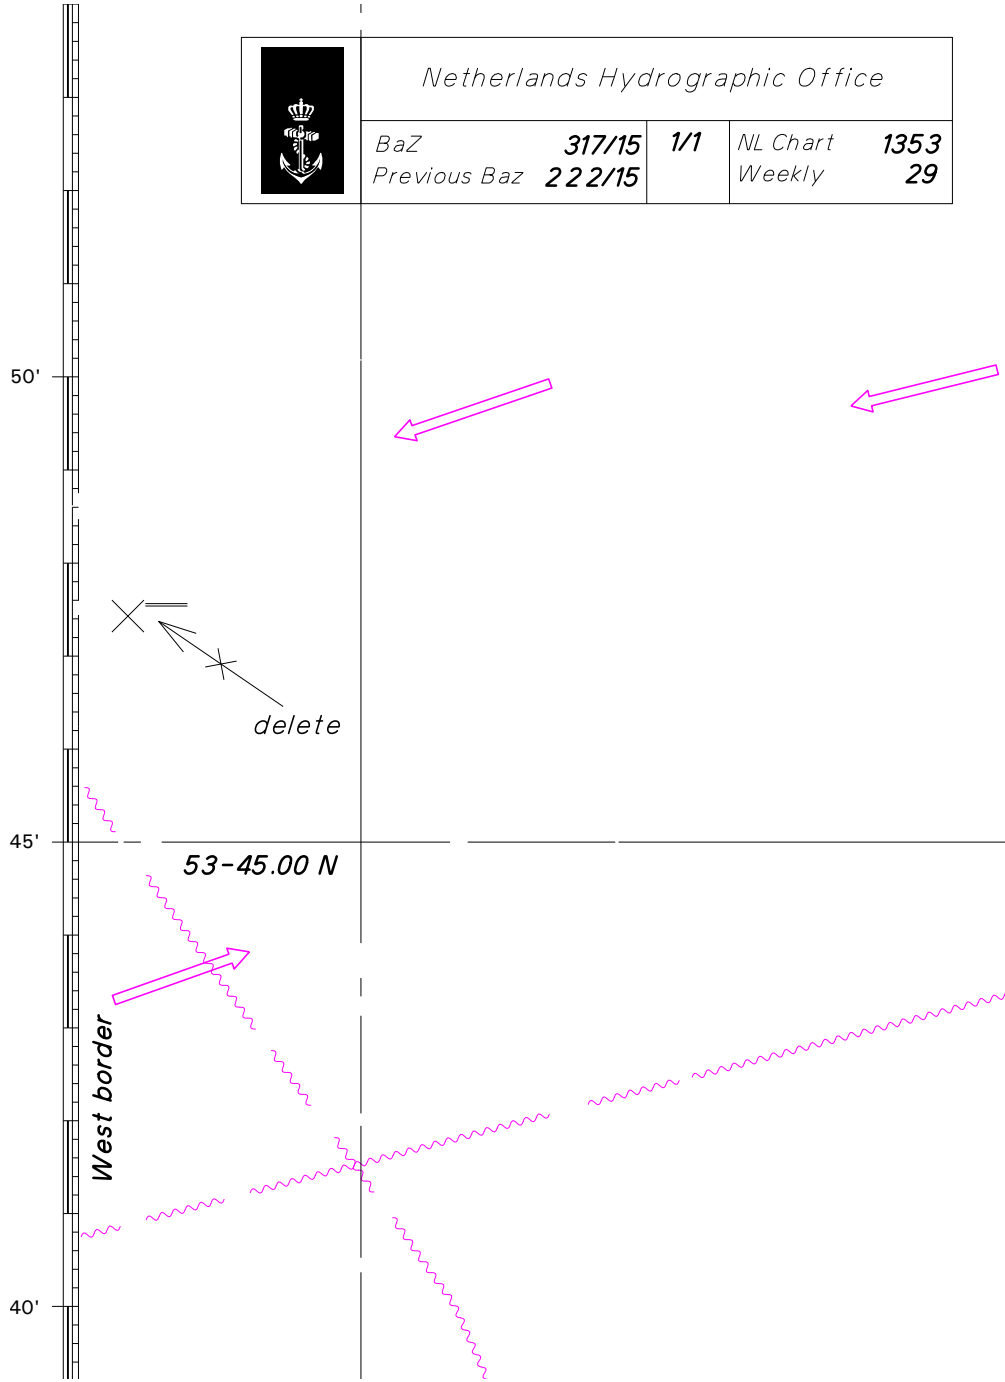 Netherlands Hydrographic Office
BaZ 317/15 1/1 NL Chart 1353
Previous Baz 222/15 Weekly 29
50'
delete
45'
53-45.00 N
West border
40'